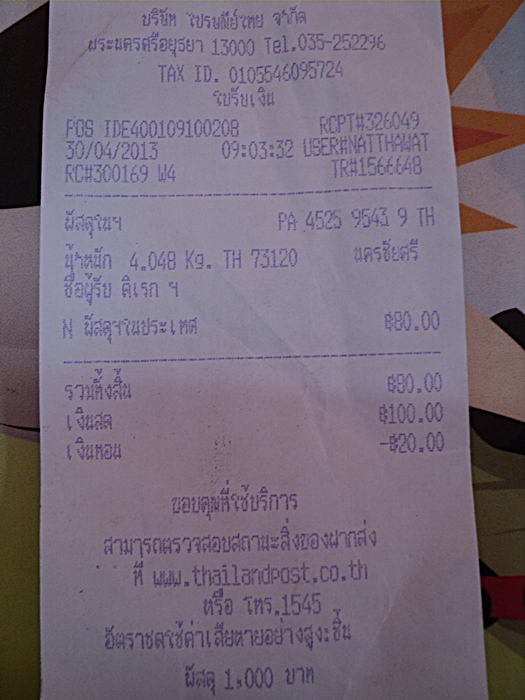 บริษัท ไปรษณีย์ไทย จำกัด
พระนครศรีอยุธยา 13000 Tel.035-252296
TAX ID. 0105546095724
ใบรับเงิน
POS IDE400109100208 RCPT#326049
30/04/2013 09:03:32 USER#NATTHAWAT
RC#300169 W4 TR#1566648
พัสดุในฯ PA 4525 9543 9 TH
น้ำหนัก 4.048 Kg. TH 73120 นครชัยศรี
ชื่อผู้รับ ดิเรก ฯ
N พัสดุฯในประเทศ ฿80.00
รวมทั้งสิ้น ฿80.00
เงินสด ฿100.00
เงินทอน -฿20.00
ขอบคุณที่ใช้บริการ
สามารถตรวจสอบสถานะสิ่งของฝากส่ง
ที่ www.thailandpost.co.th
หรือ โทร.1545
อัตราชดใช้ค่าเสียหายอย่างสูง:ชิ้น
พัสดุ 1,000 บาท